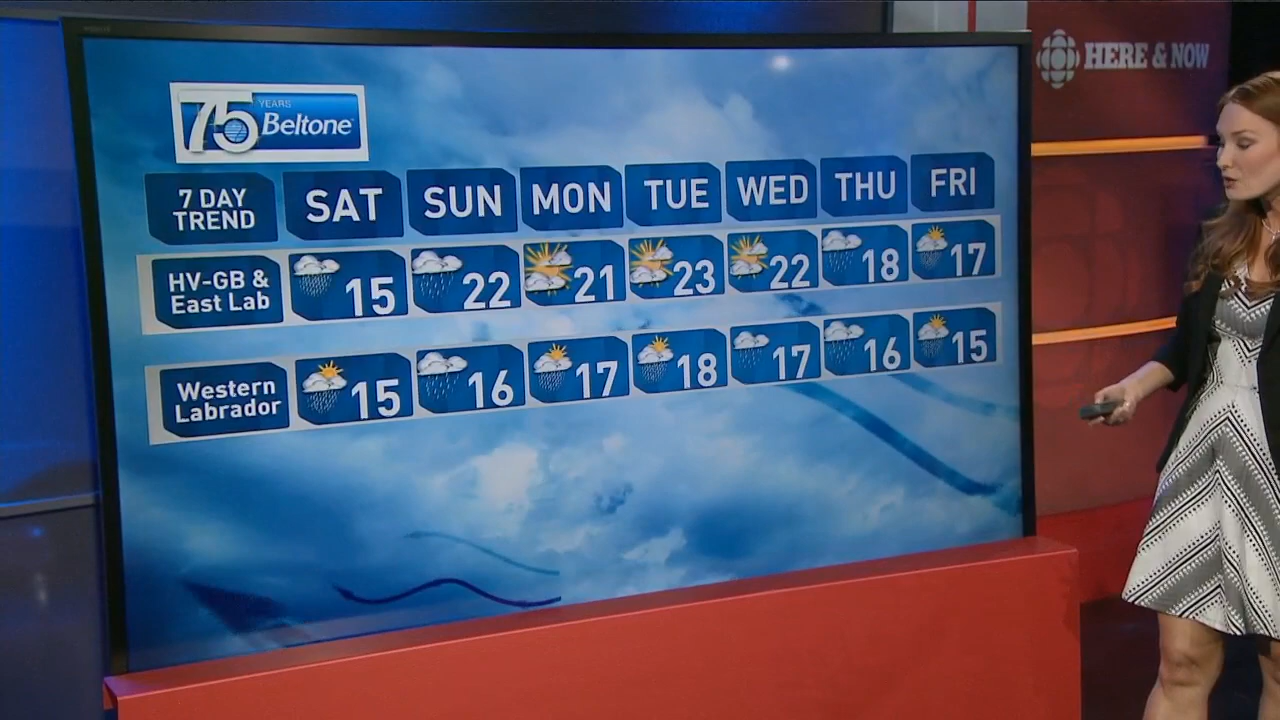 HERE & NOW
75 YEARS Beltone
7 DAY
TREND
SAT SUN MON TUE WED THU FRI
HV-GB &
East Lab
15 22 21 23 22 18 17
Western
Labrador
15 16 17 18 17 16 15